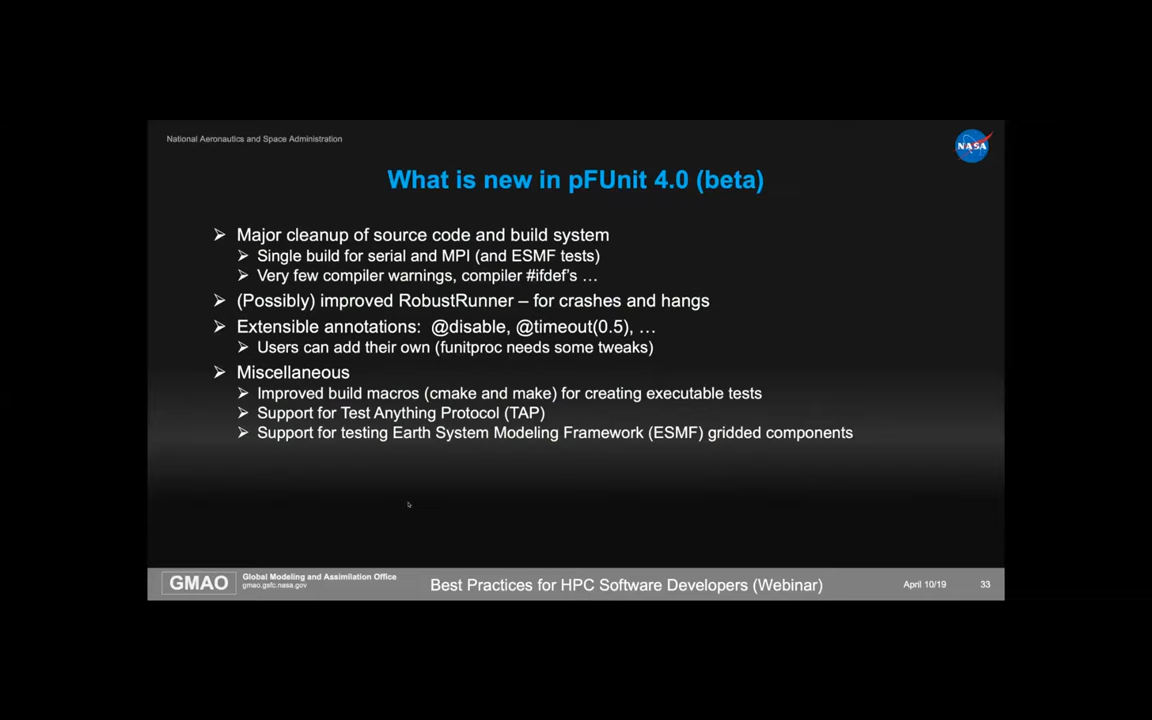 National Aeronautics and Space Administration
NASA
What is new in pFUnit 4.0 (beta)
➢ Major cleanup of source code and build system
➢ Single build for serial and MPI (and ESMF tests)
➢ Very few compiler warnings, compiler #ifdef's …
➢ (Possibly) improved RobustRunner – for crashes and hangs
➢ Extensible annotations: @disable, @timeout(0.5), …
➢ Users can add their own (funitproc needs some tweaks)
➢ Miscellaneous
➢ Improved build macros (cmake and make) for creating executable tests
➢ Support for Test Anything Protocol (TAP)
➢ Support for testing Earth System Modeling Framework (ESMF) gridded components
GMAO
Global Modeling and Assimilation Office
gmao.gsfc.nasa.gov
Best Practices for HPC Software Developers (Webinar)
April 10/19
33